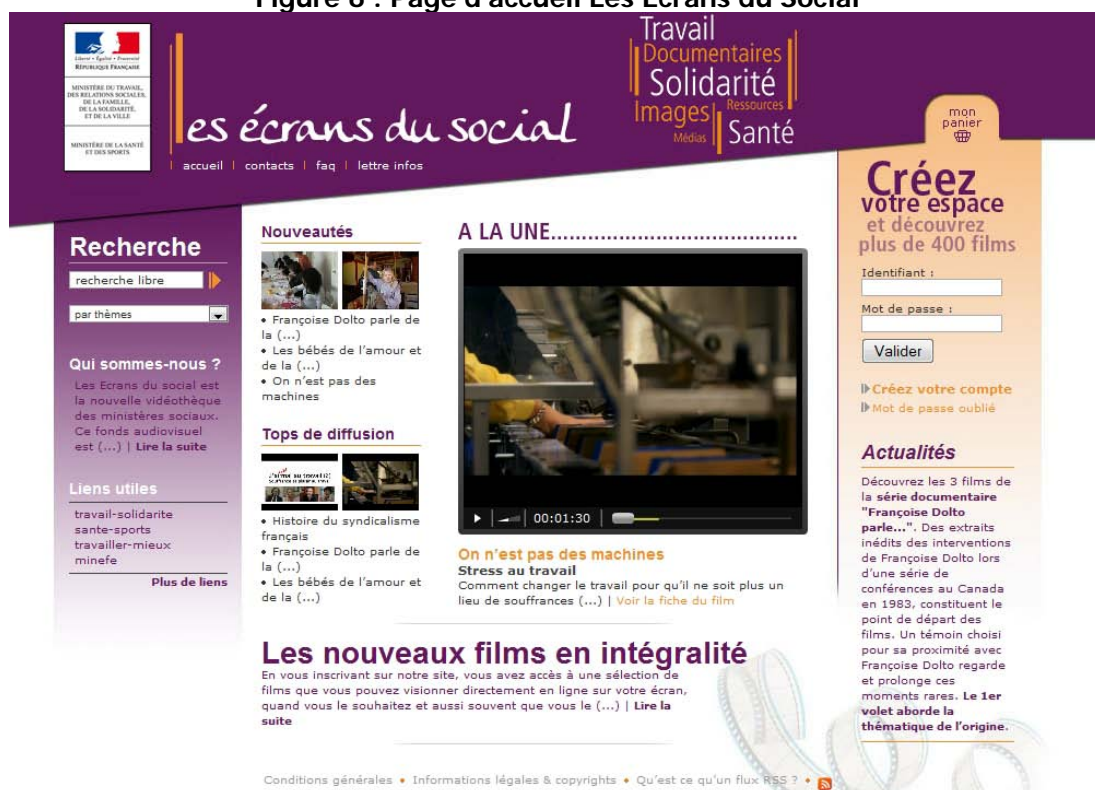 Figure 6 : Page d'accueil Les Ecrans du Social
Liberté • Égalité • Fraternité
RÉPUBLIQUE FRANÇAISE
MINISTÈRE DU TRAVAIL,
DES RELATIONS SOCIALES,
DE LA FAMILLE,
DE LA SOLIDARITÉ,
ET DE LA VILLE
MINISTÈRE DE LA SANTÉ
ET DES SPORTS
les écrans du social
accueil | contacts | faq | lettre infos
Travail
Documentaires
Solidarité
Images
Ressources
Médias
Santé
mon
panier
Recherche
recherche libre
par thèmes
Qui sommes-nous ?
Les Ecrans du social est
la nouvelle vidéothèque
des ministères sociaux.
Ce fonds audiovisuel
est (...) | Lire la suite
Liens utiles
travail-solidarite
sante-sports
travailler-mieux
minefe
Plus de liens
Nouveautés
• Françoise Dolto parle de
la (...)
• Les bébés de l'amour et
de la (...)
• On n'est pas des
machines
Tops de diffusion
J'ai mal au travail (2)
• Histoire du syndicalisme
français
• Françoise Dolto parle de
la (...)
• Les bébés de l'amour et
de la (...)
A LA UNE........................................
00:01:30
On n'est pas des machines
Stress au travail
Comment changer le travail pour qu'il ne soit plus un
lieu de souffrances (...) | Voir la fiche du film
Les nouveaux films en intégralité
En vous inscrivant sur notre site, vous avez accès à une sélection de
films que vous pouvez visionner directement en ligne sur votre écran,
quand vous le souhaitez et aussi souvent que vous le (...) | Lire la
suite
Créez
votre espace
et découvrez
plus de 400 films
Identifiant :
Mot de passe :
Valider
Créez votre compte
Mot de passe oublié
Actualités
Découvrez les 3 films de
la série documentaire
"Françoise Dolto
parle...". Des extraits
inédits des interventions
de Françoise Dolto lors
d'une série de
conférences au Canada
en 1983, constituent le
point de départ des
films. Un témoin choisi
pour sa proximité avec
Françoise Dolto regarde
et prolonge ces
moments rares. Le 1er
volet aborde la
thématique de l'origine.
Conditions générales • Informations légales & copyrights • Qu'est ce qu'un flux RSS ? •